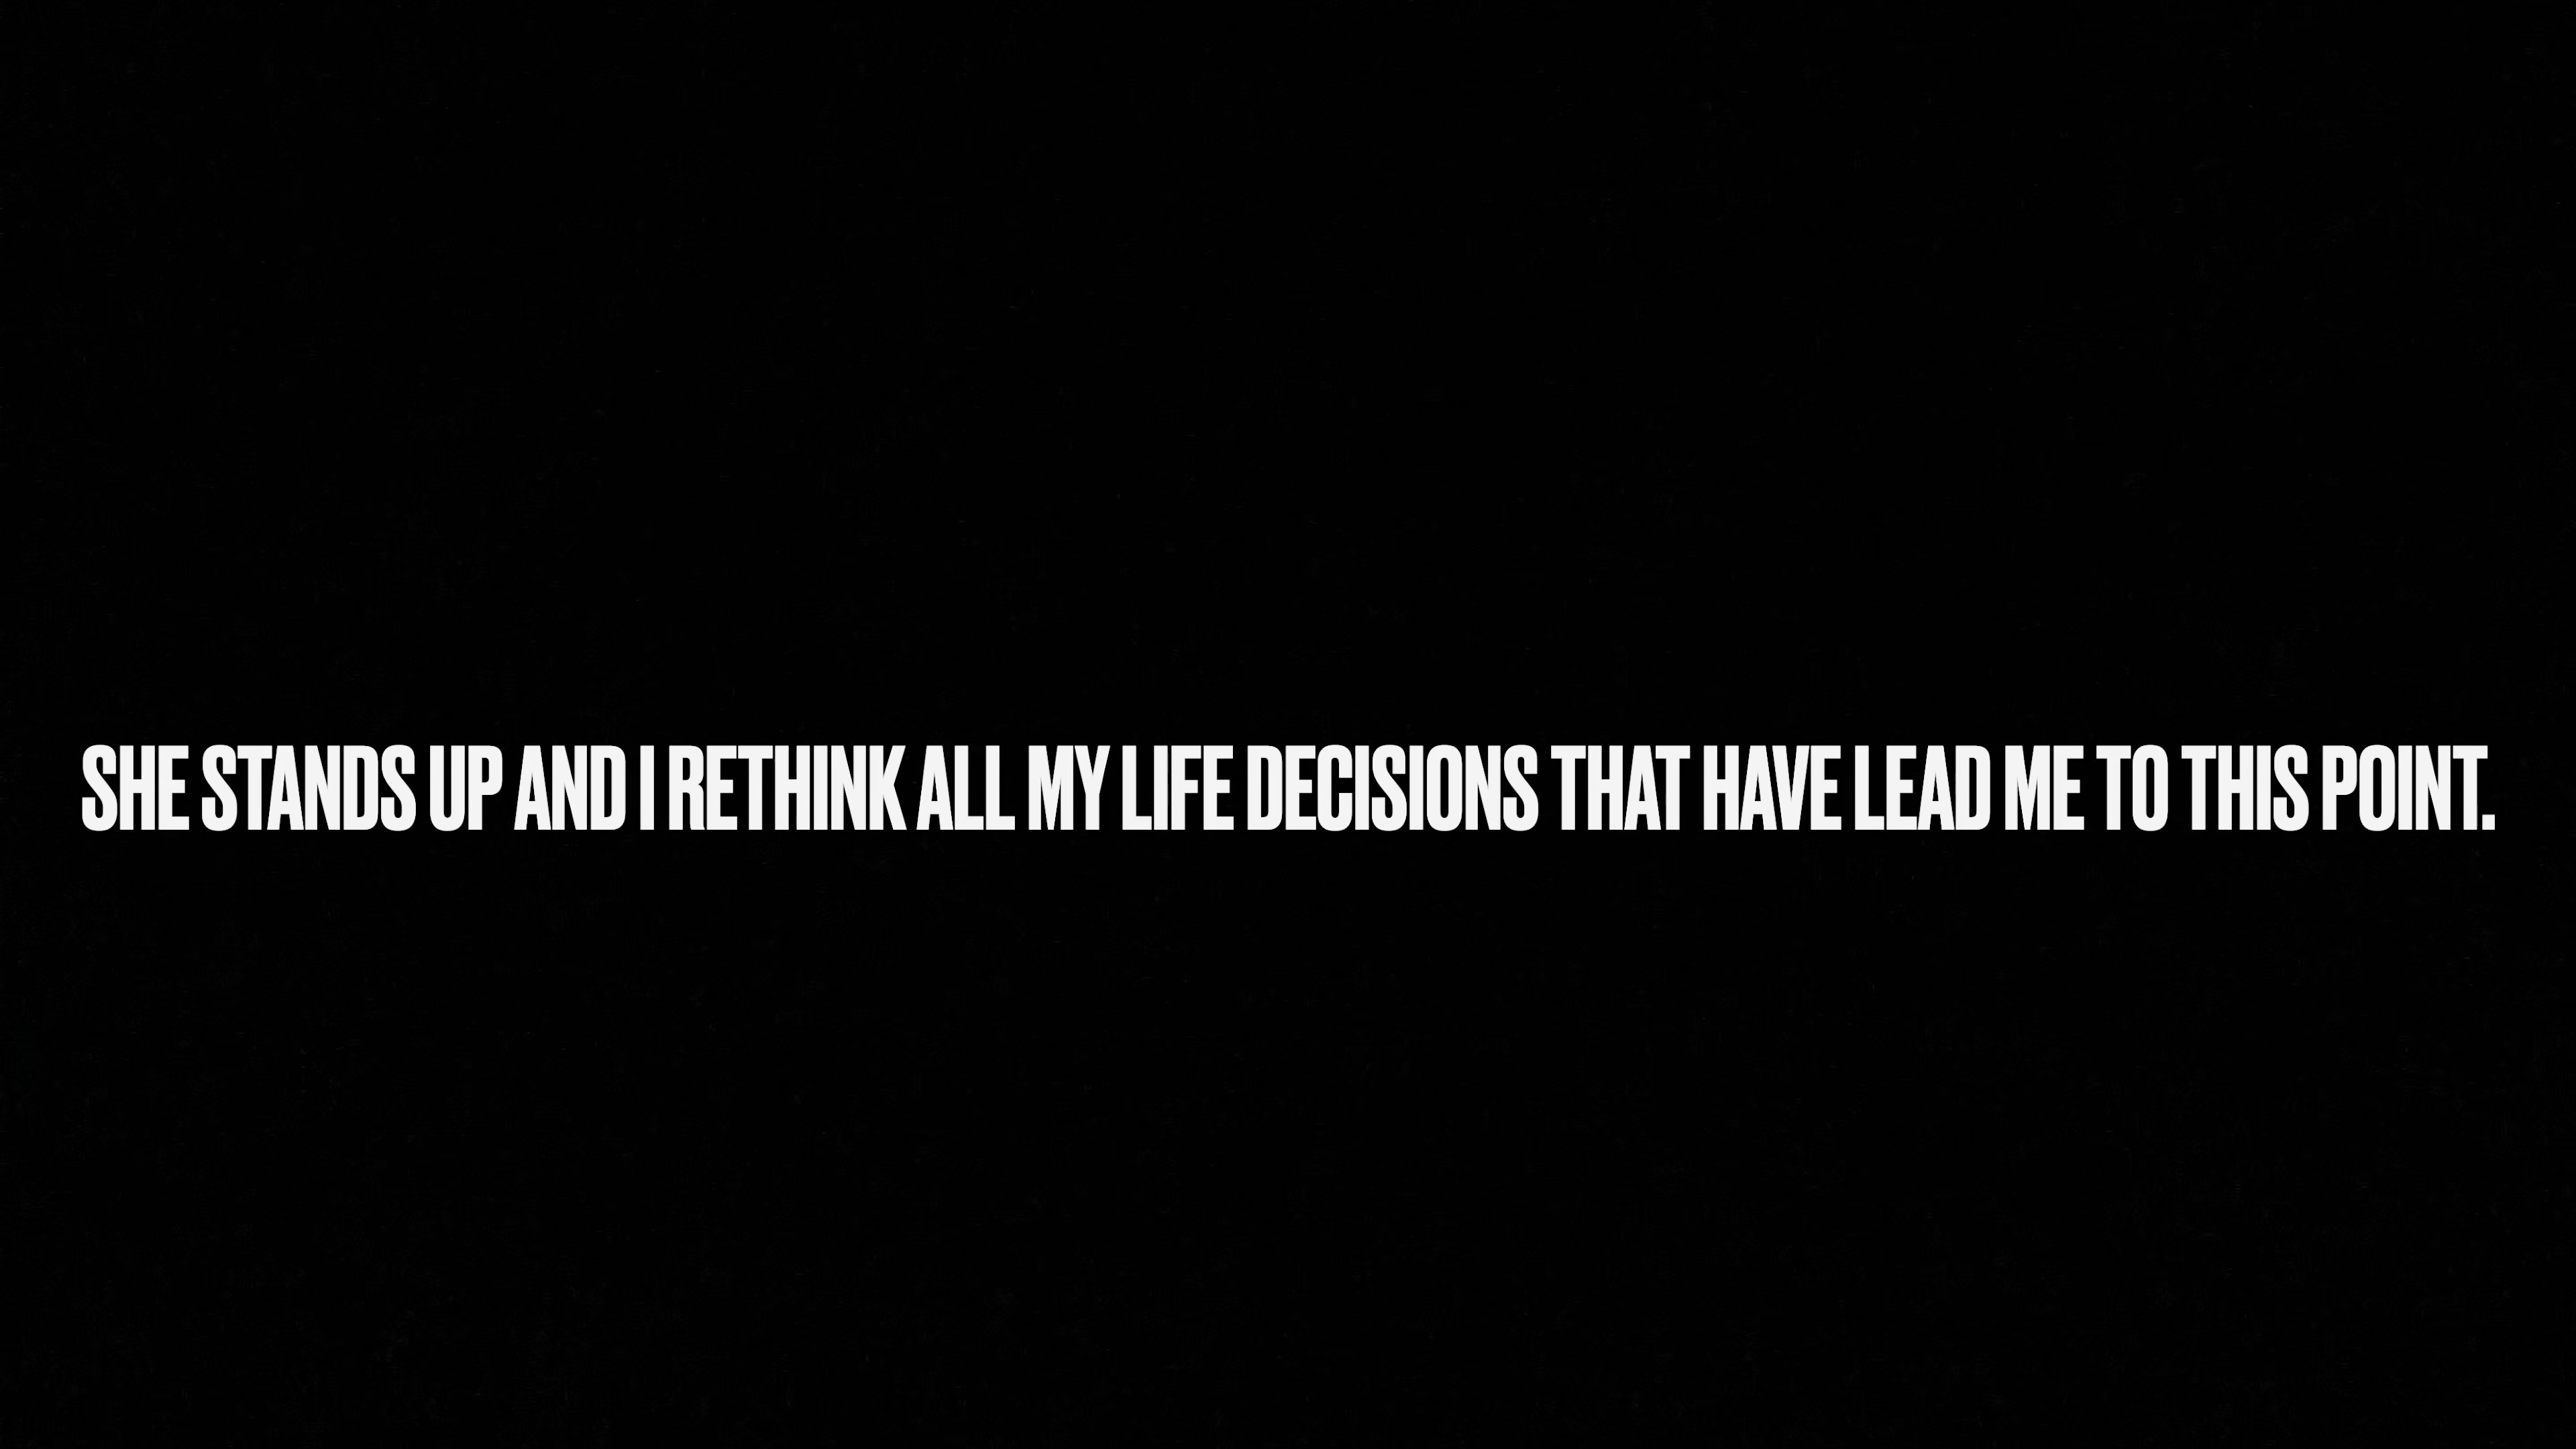 SHE STANDS UP AND I RETHINK ALL MY LIFE DECISIONS THAT HAVE LEAD ME TO THIS POINT.